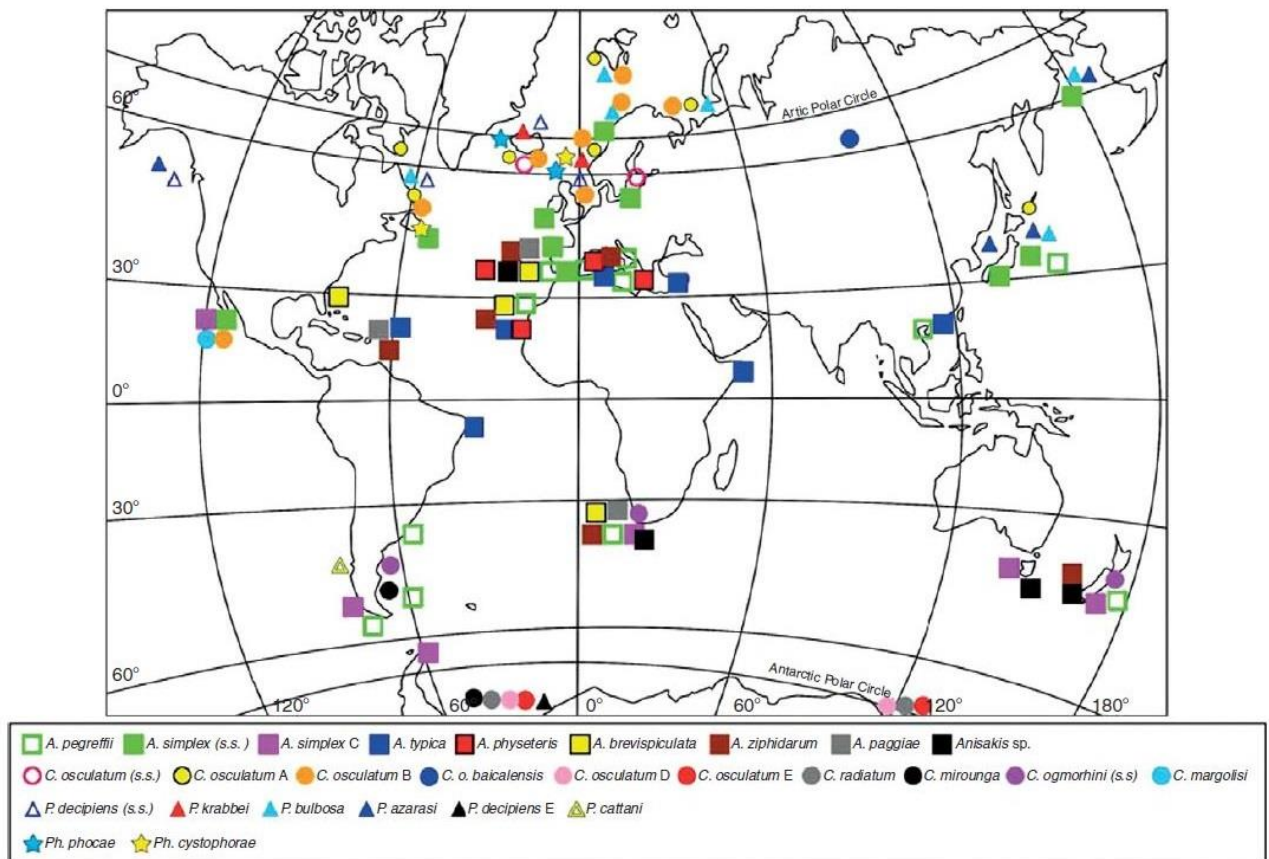 60°
Artic Polar Circle
30°
0°
30°
60°
Antarctic Polar Circle
120° 60° 0° 60° 120° 180°
A. pegreffii A. simplex (s.s.) A. simplex C A. typica A. physeteris A. brevispiculata A. ziphidarum A. paggiae Anisakis sp.
C. osculatum (s.s.) C. osculatum A C. osculatum B C. o. baicalensis C. osculatum D C. osculatum E C. radiatum C. mirounga C. ogmorhini (s.s) C. margolisi
P. decipiens (s.s.) P. krabbei P. bulbosa P. azarasi P. decipiens E P. cattani
Ph. phocae Ph. cystophorae